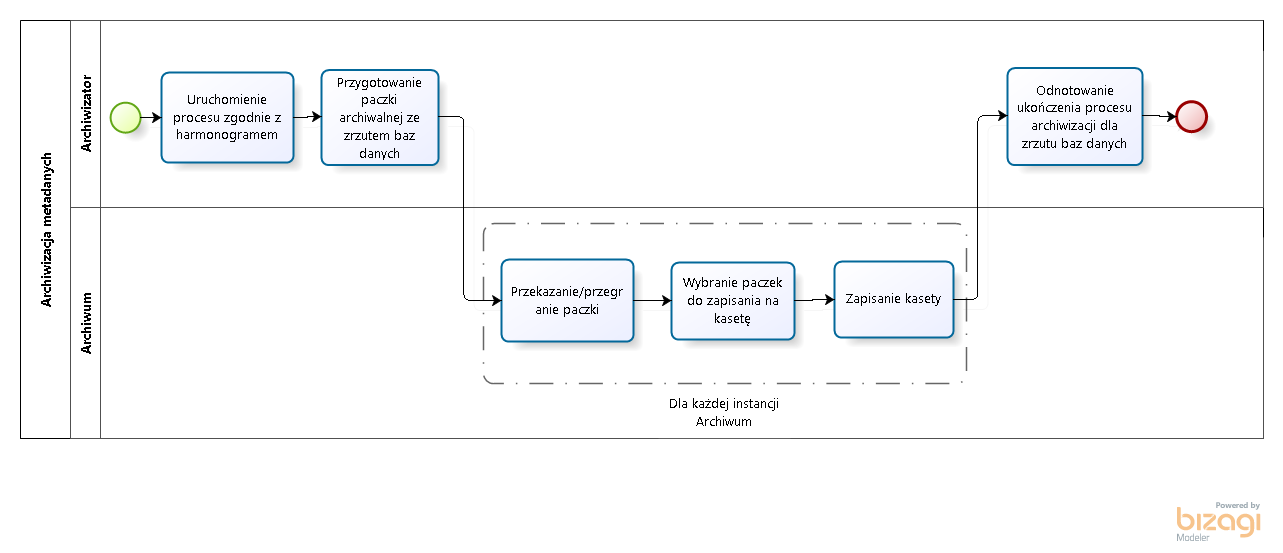 Archiwizacja metadanych
Archiwizator
Uruchomienie
procesu zgodnie z
harmonogramem
Przygotowanie
paczki
archiwalnej ze
zrzutem baz
danych
Odnotowanie
ukończenia procesu
archiwizacji dla
zrzutu baz danych
Archiwum
Przekazanie/przegr
anie paczki
Wybranie paczek
do zapisania na
kasetę
Zapisanie kasety
Dla każdej instancji
Archiwum
Powered by
bizagi
Modeler